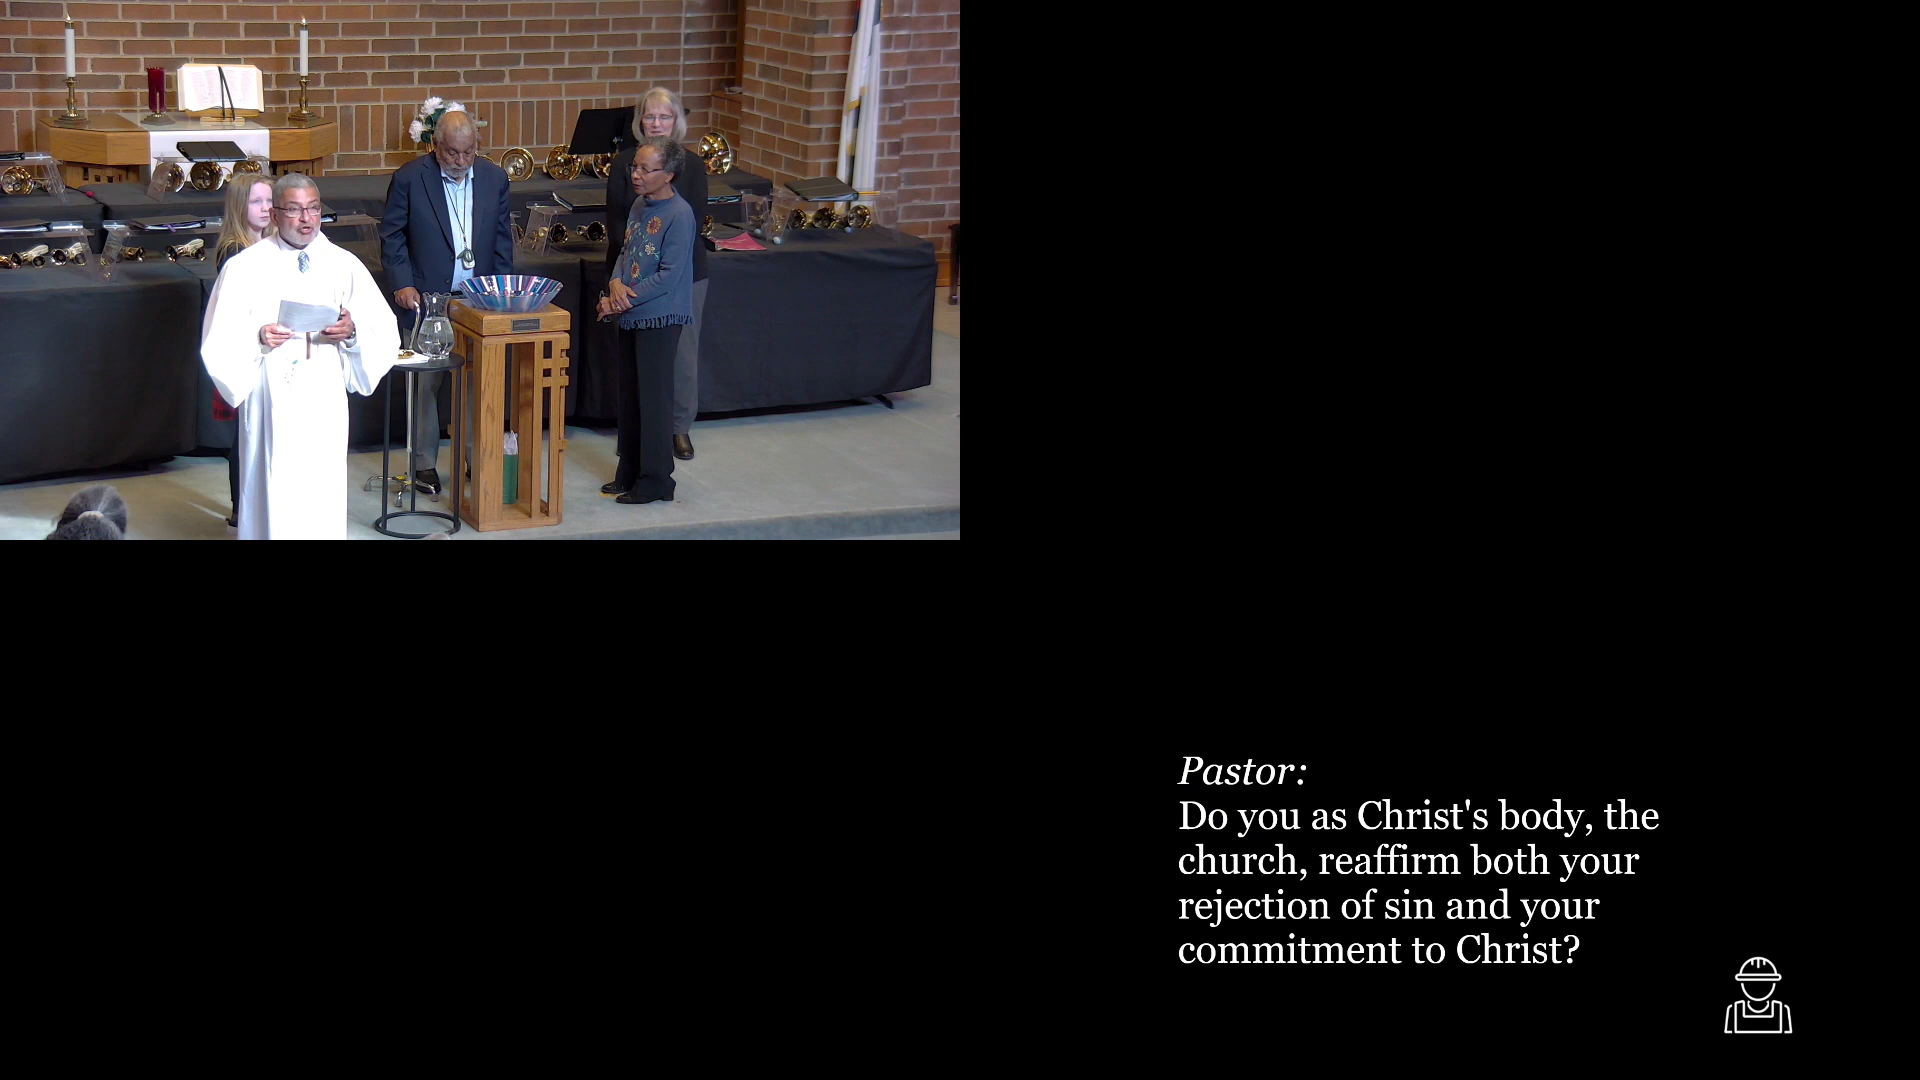 Pastor:
Do you as Christ's body, the
church, reaffirm both your
rejection of sin and your
commitment to Christ?